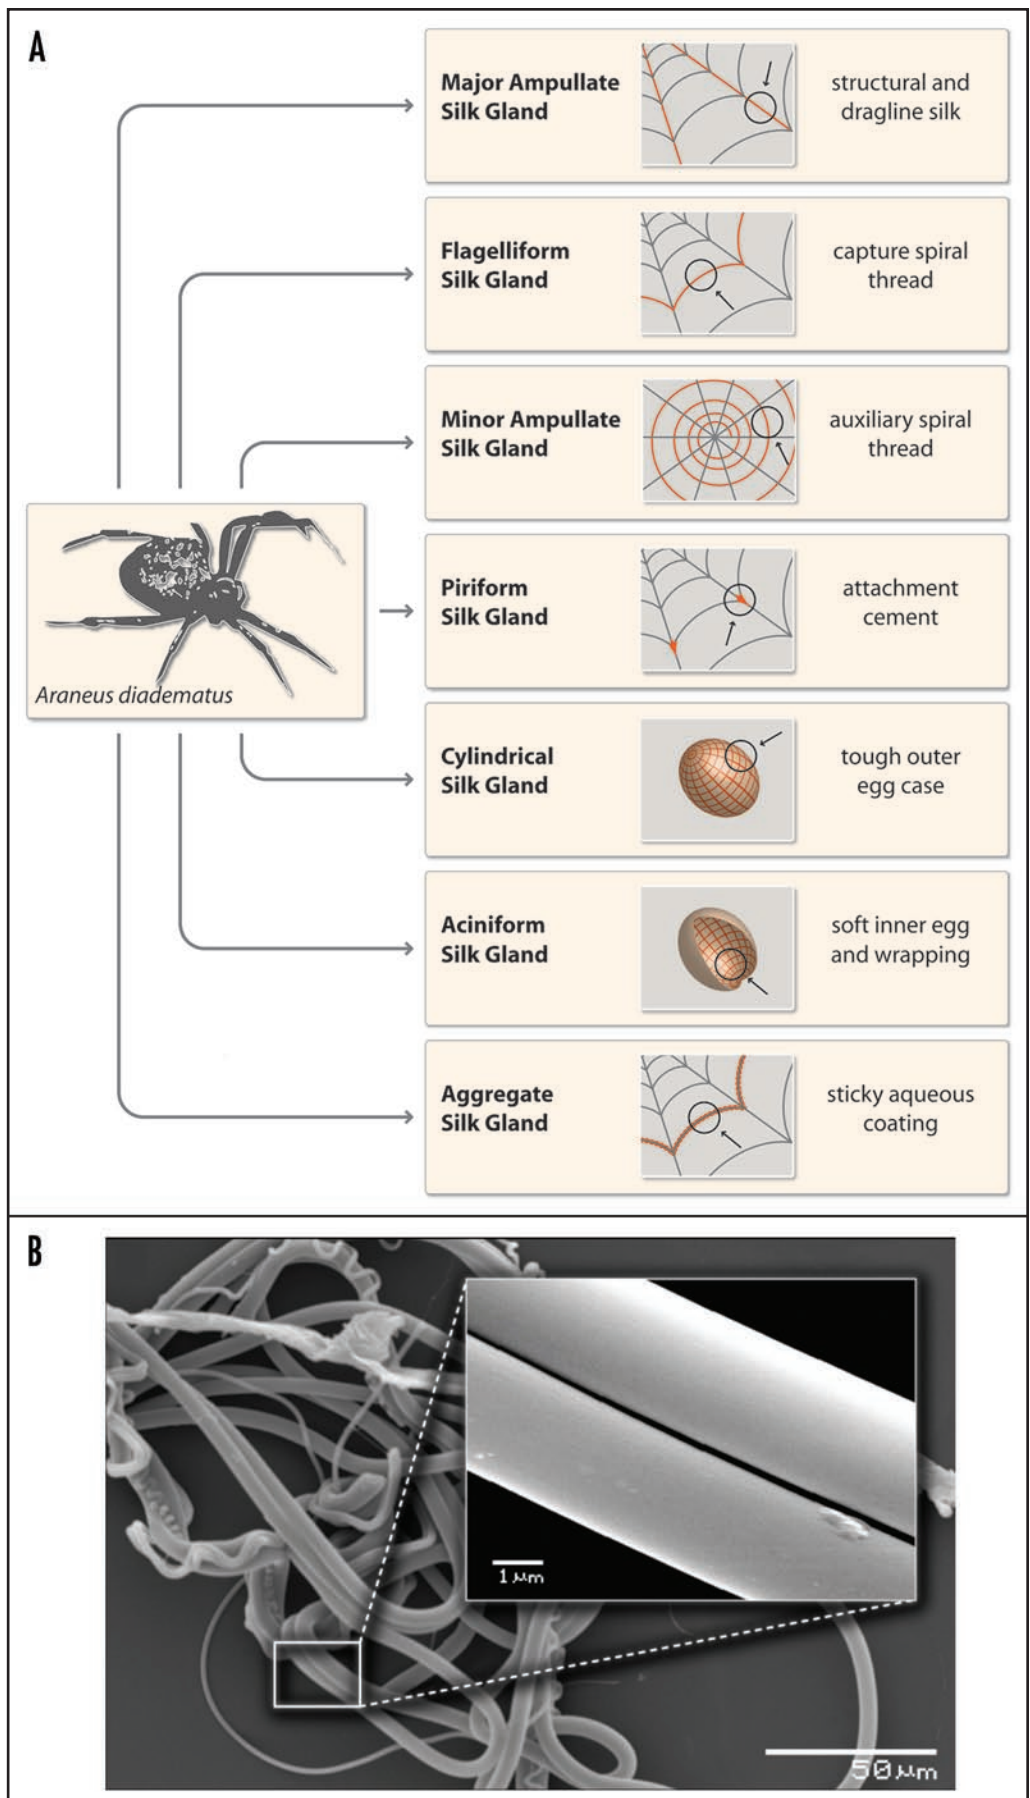 A
Major Ampullate
Silk Gland
structural and
dragline silk
Flagelliform
Silk Gland
capture spiral
thread
Minor Ampullate
Silk Gland
auxiliary spiral
thread
Araneus diadematus
Piriform
Silk Gland
attachment
cement
Cylindrical
Silk Gland
tough outer
egg case
Aciniform
Silk Gland
soft inner egg
and wrapping
Aggregate
Silk Gland
sticky aqueous
coating
B
1 µm
50 µm